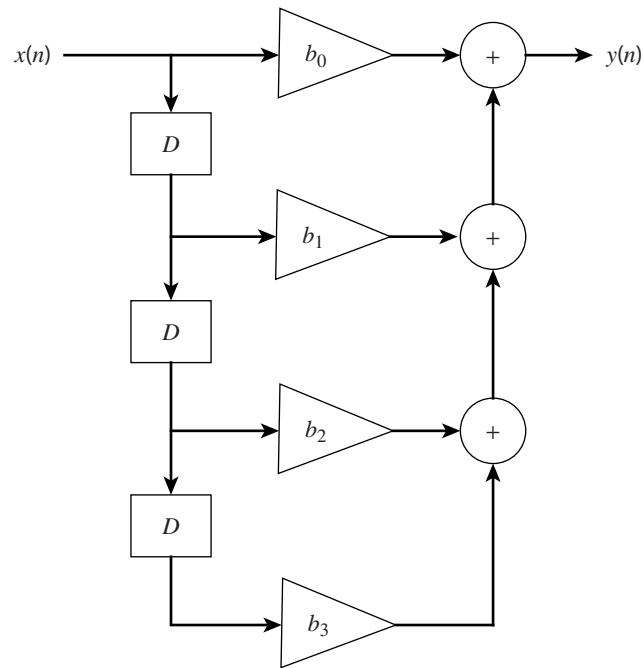 x(n)
b₀
+
y(n)
D
b₁
+
D
b₂
+
D
b₃